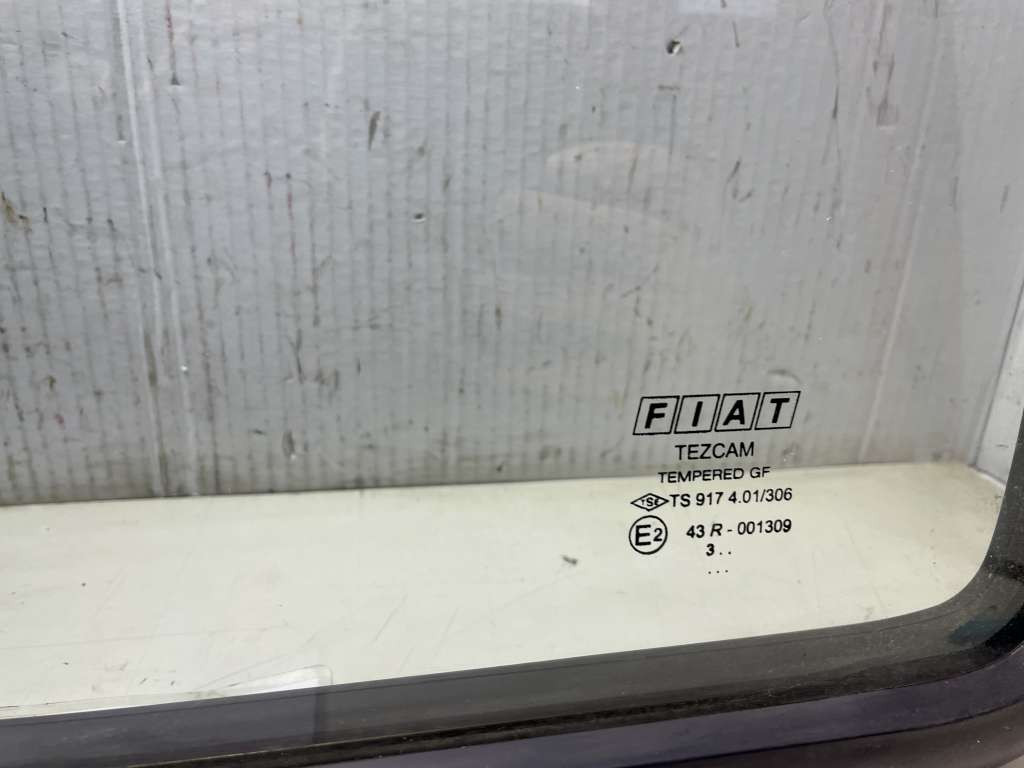 FIAT
TEZCAM
TEMPERED GF
TSE TS 917 4.01/306
E2 43 R - 001309
3 . .
. . .